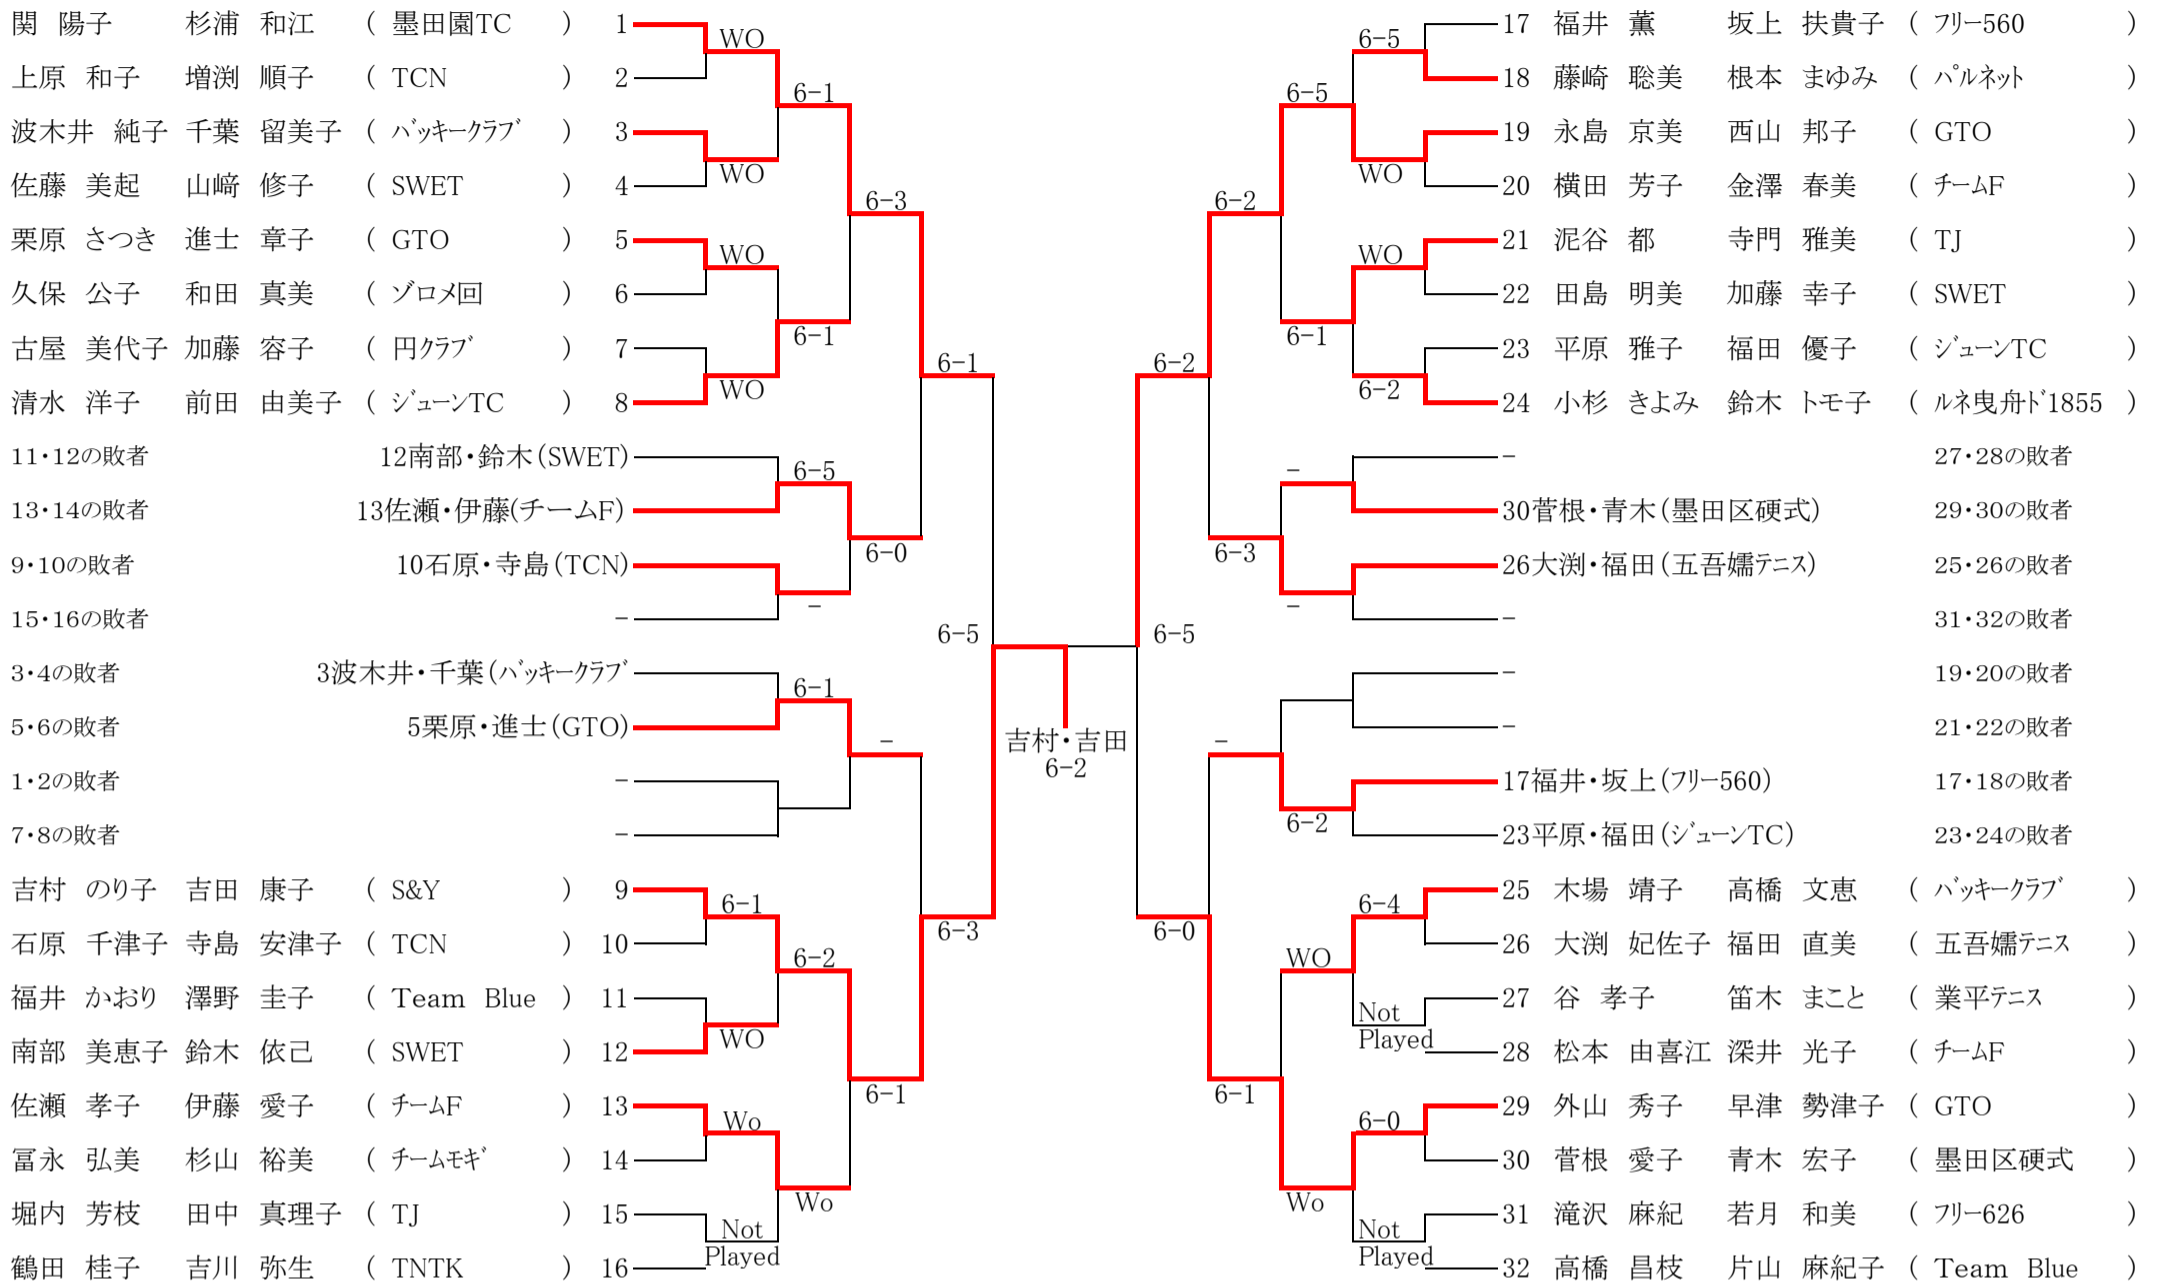 関 陽子 杉浦 和江 ( 墨田園TC ) 1
WO
上原 和子 増渕 順子 ( TCN ) 2
6-1
波木井 純子 千葉 留美子 ( バッキークラブ ) 3
WO
佐藤 美起 山﨑 修子 ( SWET ) 4
6-3
栗原 さつき 進士 章子 ( GTO ) 5
WO
久保 公子 和田 真美 ( ゾロメ回 ) 6
6-1
古屋 美代子 加藤 容子 ( 円クラブ ) 7
WO
清水 洋子 前田 由美子 ( ジューンTC ) 8
6-1
11・12の敗者 12南部・鈴木(SWET)
6-5
13・14の敗者 13佐瀬・伊藤(チームF)
6-0
9・10の敗者 10石原・寺島(TCN)
-
15・16の敗者 -
6-5
3・4の敗者 3波木井・千葉(バッキークラブ
6-1
5・6の敗者 5栗原・進士(GTO)
-
1・2の敗者 -
7・8の敗者 -
吉村 のり子 吉田 康子 ( S&Y ) 9
6-1
石原 千津子 寺島 安津子 ( TCN ) 10
6-3
6-2
福井 かおり 澤野 圭子 ( Team Blue ) 11
WO
南部 美恵子 鈴木 依己 ( SWET ) 12
6-1
佐瀬 孝子 伊藤 愛子 ( チームF ) 13
Wo
冨永 弘美 杉山 裕美 ( チームモギ ) 14
Wo
堀内 芳枝 田中 真理子 ( TJ ) 15
Not
Played
鶴田 桂子 吉川 弥生 ( TNTK ) 16
吉村・吉田
6-2
17 福井 薫 坂上 扶貴子 ( フリー560 )
6-5
18 藤崎 聡美 根本 まゆみ ( パルネット )
6-5
19 永島 京美 西山 邦子 ( GTO )
WO
20 横田 芳子 金澤 春美 ( チームF )
6-2
21 泥谷 都 寺門 雅美 ( TJ )
WO
22 田島 明美 加藤 幸子 ( SWET )
6-1
23 平原 雅子 福田 優子 ( ジューンTC )
6-2
24 小杉 きよみ 鈴木 トモ子 ( ルネ曳舟ド1855 )
6-2
- 27・28の敗者
-
30菅根・青木(墨田区硬式) 29・30の敗者
6-3
26大渕・福田(五吾嬬テニス) 25・26の敗者
-
- 31・32の敗者
6-5
- 19・20の敗者
- 21・22の敗者
-
17福井・坂上(フリー560) 17・18の敗者
6-2
23平原・福田(ジューンTC) 23・24の敗者
25 木場 靖子 高橋 文恵 ( バッキークラブ )
6-4
6-0
26 大渕 妃佐子 福田 直美 ( 五吾嬬テニス )
WO
27 谷 孝子 笛木 まこと ( 業平テニス )
Not
Played
28 松本 由喜江 深井 光子 ( チームF )
6-1
29 外山 秀子 早津 勢津子 ( GTO )
6-0
30 菅根 愛子 青木 宏子 ( 墨田区硬式 )
Wo
31 滝沢 麻紀 若月 和美 ( フリー626 )
Not
Played
32 高橋 昌枝 片山 麻紀子 ( Team Blue )